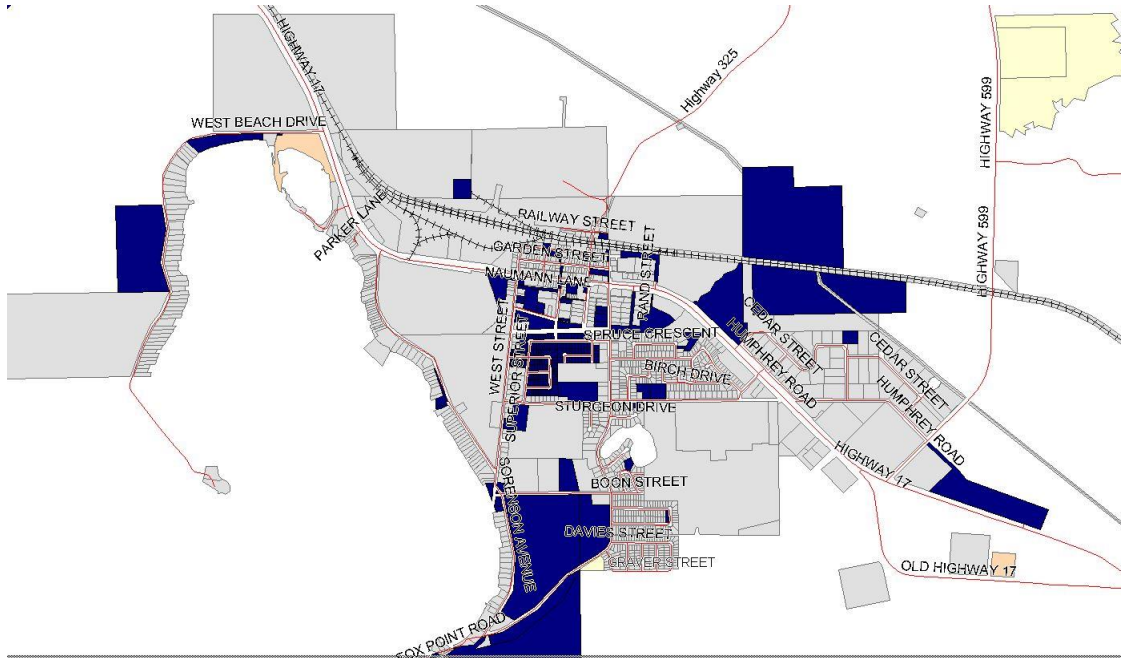 HIGHWAY 17
Highway 325
HIGHWAY 599
WEST BEACH DRIVE
PARKER LANE
RAILWAY STREET
GARDEN STREET
NAUMANN LANE
RAND STREET
HIGHWAY 599
SPRUCE CRESCENT
CEDAR STREET
HUMPHREY ROAD
CEDAR STREET
WEST STREET
SUPERIOR STREET
BIRCH DRIVE
HUMPHREY ROAD
STURGEON DRIVE
HIGHWAY 17
SORENSON AVENUE
BOON STREET
DAVIES STREET
GRAVER STREET
OLD HIGHWAY 17
FOX POINT ROAD